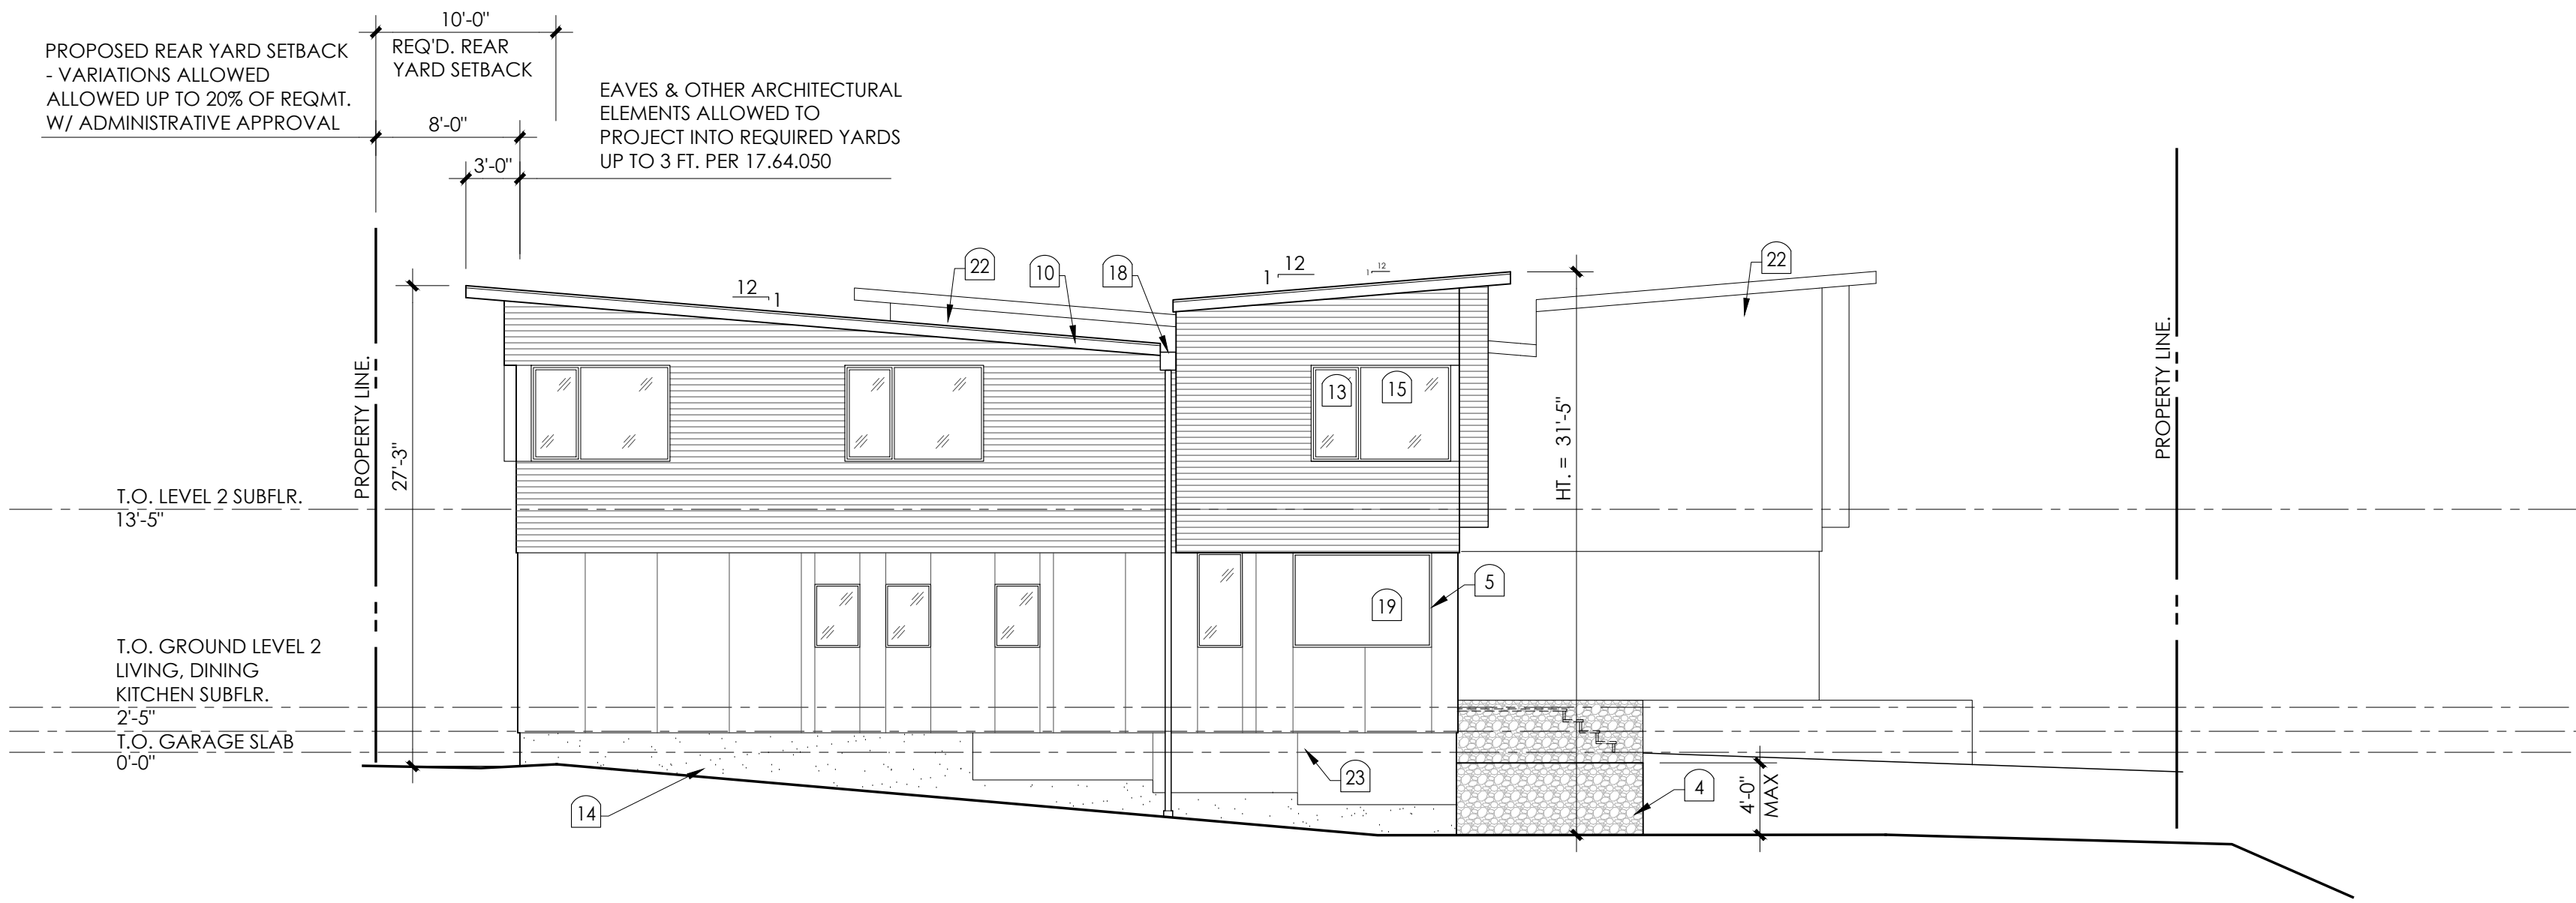 10'-0"
PROPOSED REAR YARD SETBACK
- VARIATIONS ALLOWED
ALLOWED UP TO 20% OF REQMT.
W/ ADMINISTRATIVE APPROVAL
REQ'D. REAR
YARD SETBACK
8'-0"
3'-0"
EAVES & OTHER ARCHITECTURAL
ELEMENTS ALLOWED TO
PROJECT INTO REQUIRED YARDS
UP TO 3 FT. PER 17.64.050
22
10
18
12
1
12
1
12
1
22
13
15
PROPERTY LINE.
27'-3"
HT. = 31'-5"
PROPERTY LINE.
T.O. LEVEL 2 SUBFLR.
13'-5"
5
19
T.O. GROUND LEVEL 2
LIVING, DINING
KITCHEN SUBFLR.
2'-5"
T.O. GARAGE SLAB
0'-0"
14
23
4
4'-0"
MAX